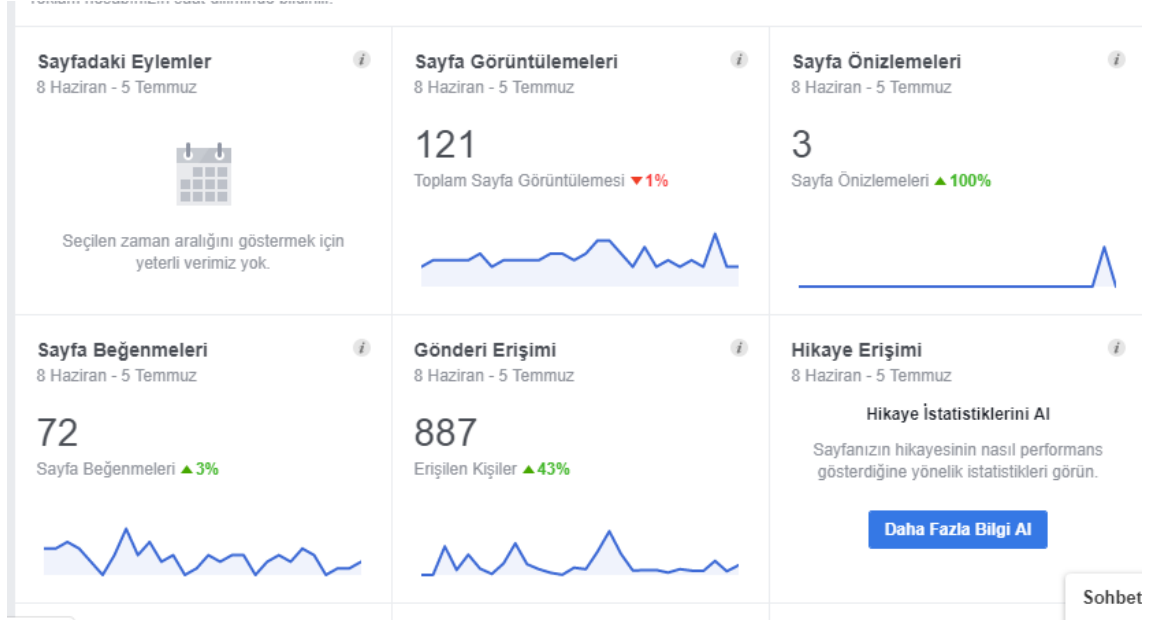 Sayfadaki Eylemler
8 Haziran - 5 Temmuz
Seçilen zaman aralığını göstermek için
yeterli verimiz yok.
Sayfa Görüntülemeleri
8 Haziran - 5 Temmuz
121
Toplam Sayfa Görüntülemesi ▼1%
Sayfa Önizlemeleri
8 Haziran - 5 Temmuz
3
Sayfa Önizlemeleri ▲100%
Sayfa Beğenmeleri
8 Haziran - 5 Temmuz
72
Sayfa Beğenmeleri ▲3%
Gönderi Erişimi
8 Haziran - 5 Temmuz
887
Erişilen Kişiler ▲43%
Hikaye Erişimi
8 Haziran - 5 Temmuz
Hikaye İstatistiklerini Al
Sayfanızın hikayesinin nasıl performans
gösterdiğine yönelik istatistikleri görün.
Daha Fazla Bilgi Al
Sohbet